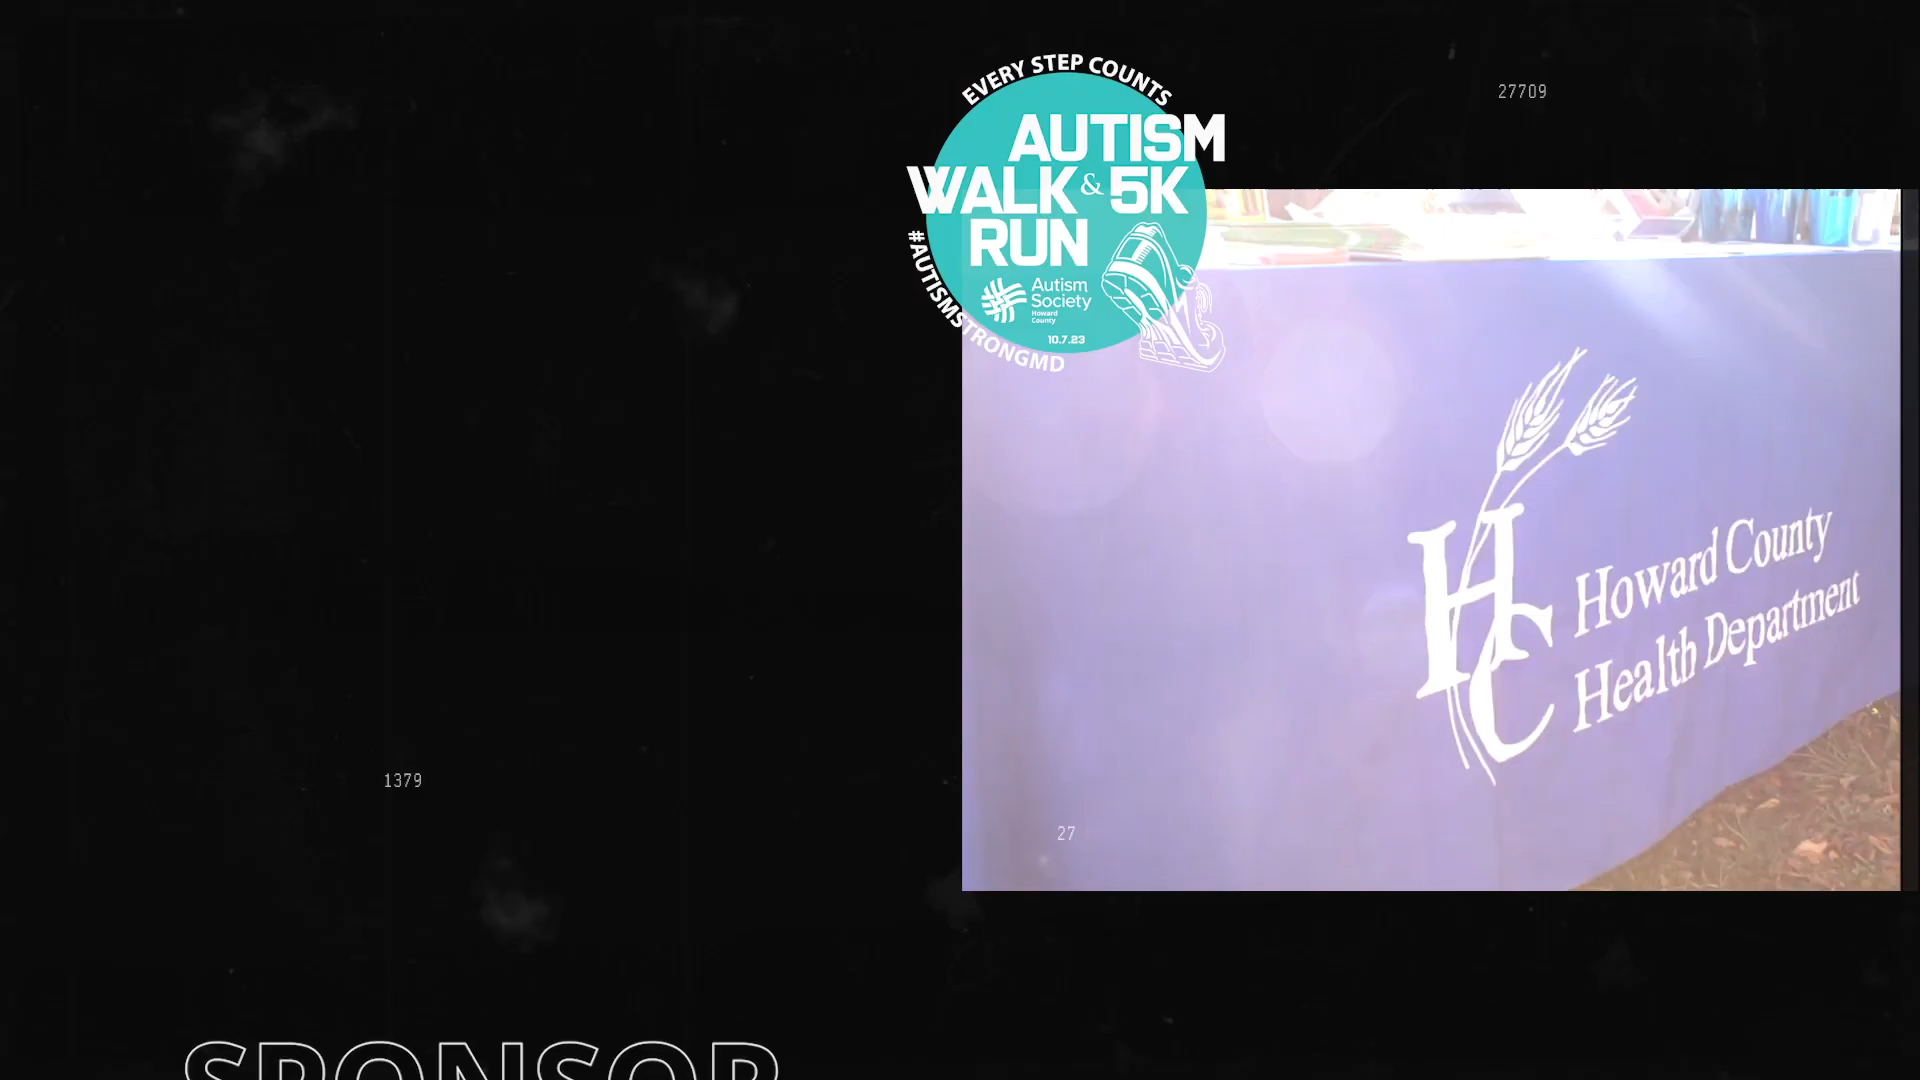 EVERY STEP COUNTS
AUTISM
WALK & 5K
RUN
Autism
Society
Howard
County
10.7.23
#AUTISMSTRONGMD
27709
HC
Howard County
Health Department
1379
27
SPONSOR